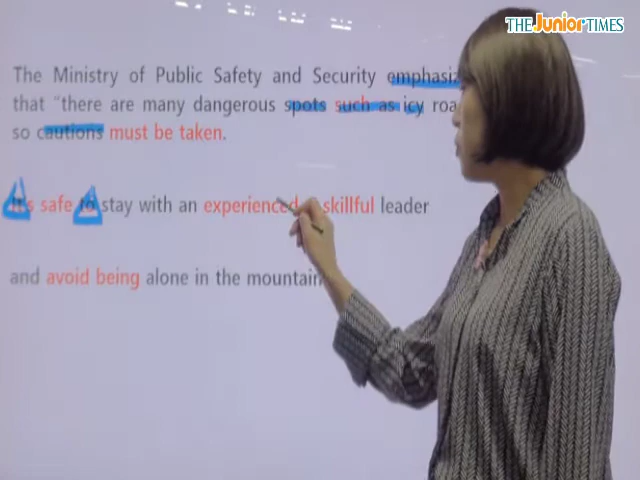 THE Junior TIMES
The Ministry of Public Safety and Security
that "there are many dangerous spots such as icy
so cautions must be taken.
It's safe to stay with an experienced skillful leader
and avoid being alone in the mountain